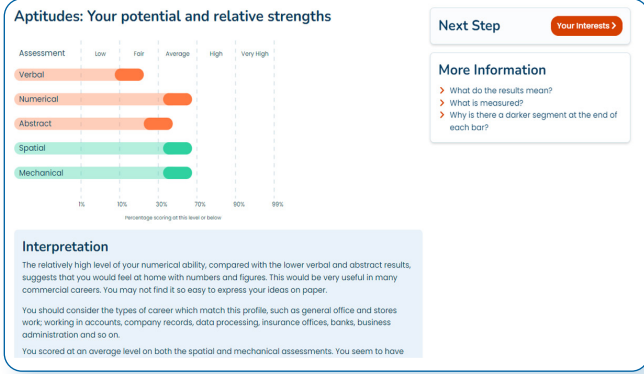 Aptitudes: Your potential and relative strengths
Assessment Low Fair Average High Very High
Verbal
Numerical
Abstract
Spatial
Mechanical
1% 10% 30% 70% 90% 99%
Percentage scoring at this level or below
Interpretation
The relatively high level of your numerical ability, compared with the lower verbal and abstract results,
suggests that you would feel at home with numbers and figures. This would be very useful in many
commercial careers. You may not find it so easy to express your ideas on paper.
You should consider the types of career which match this profile, such as general office and stores
work; working in accounts, company records, data processing, insurance offices, banks, business
administration and so on.
You scored at an average level on both the spatial and mechanical assessments. You seem to have
Next Step
Your Interests
More Information
What do the results mean?
What is measured?
Why is there a darker segment at the end of
each bar?